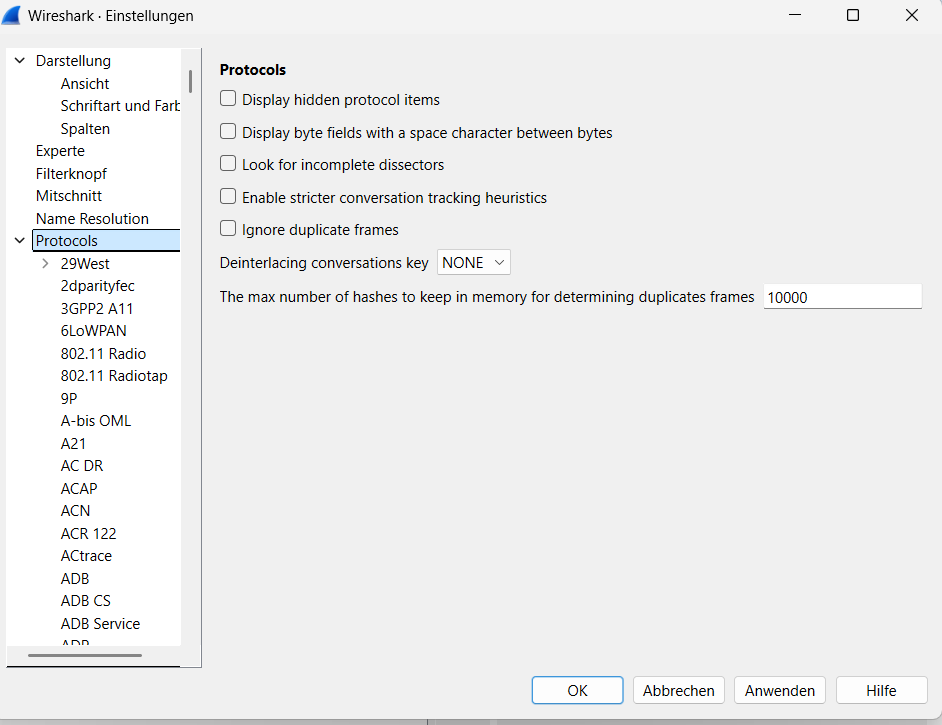 Wireshark · Einstellungen
Darstellung
Ansicht
Schriftart und Farb
Spalten
Experte
Filterknopf
Mitschnitt
Name Resolution
Protocols
29West
2dparityfec
3GPP2 A11
6LoWPAN
802.11 Radio
802.11 Radiotap
9P
A-bis OML
A21
AC DR
ACAP
ACN
ACR 122
ACtrace
ADB
ADB CS
ADB Service
Protocols
Display hidden protocol items
Display byte fields with a space character between bytes
Look for incomplete dissectors
Enable stricter conversation tracking heuristics
Ignore duplicate frames
Deinterlacing conversations key NONE
The max number of hashes to keep in memory for determining duplicates frames 10000
OK Abbrechen Anwenden Hilfe